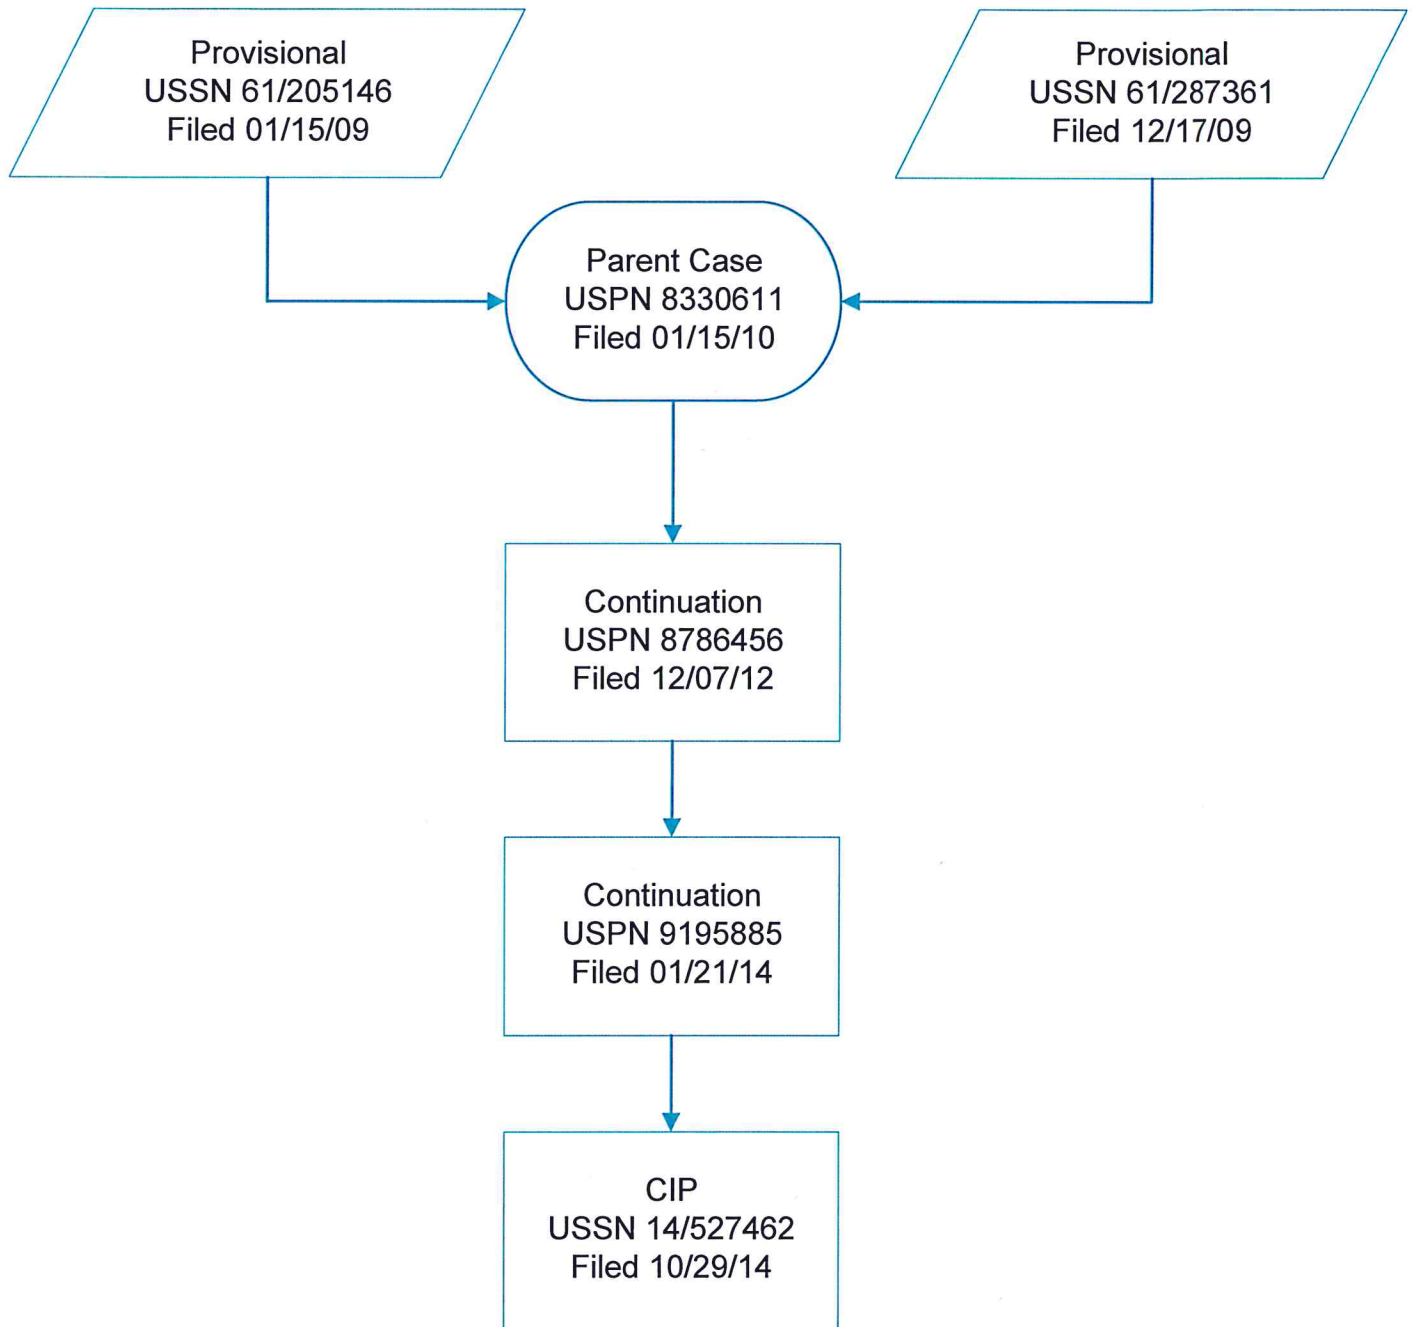 Provisional
USSN 61/205146
Filed 01/15/09
Provisional
USSN 61/287361
Filed 12/17/09
Parent Case
USPN 8330611
Filed 01/15/10
Continuation
USPN 8786456
Filed 12/07/12
Continuation
USPN 9195885
Filed 01/21/14
CIP
USSN 14/527462
Filed 10/29/14